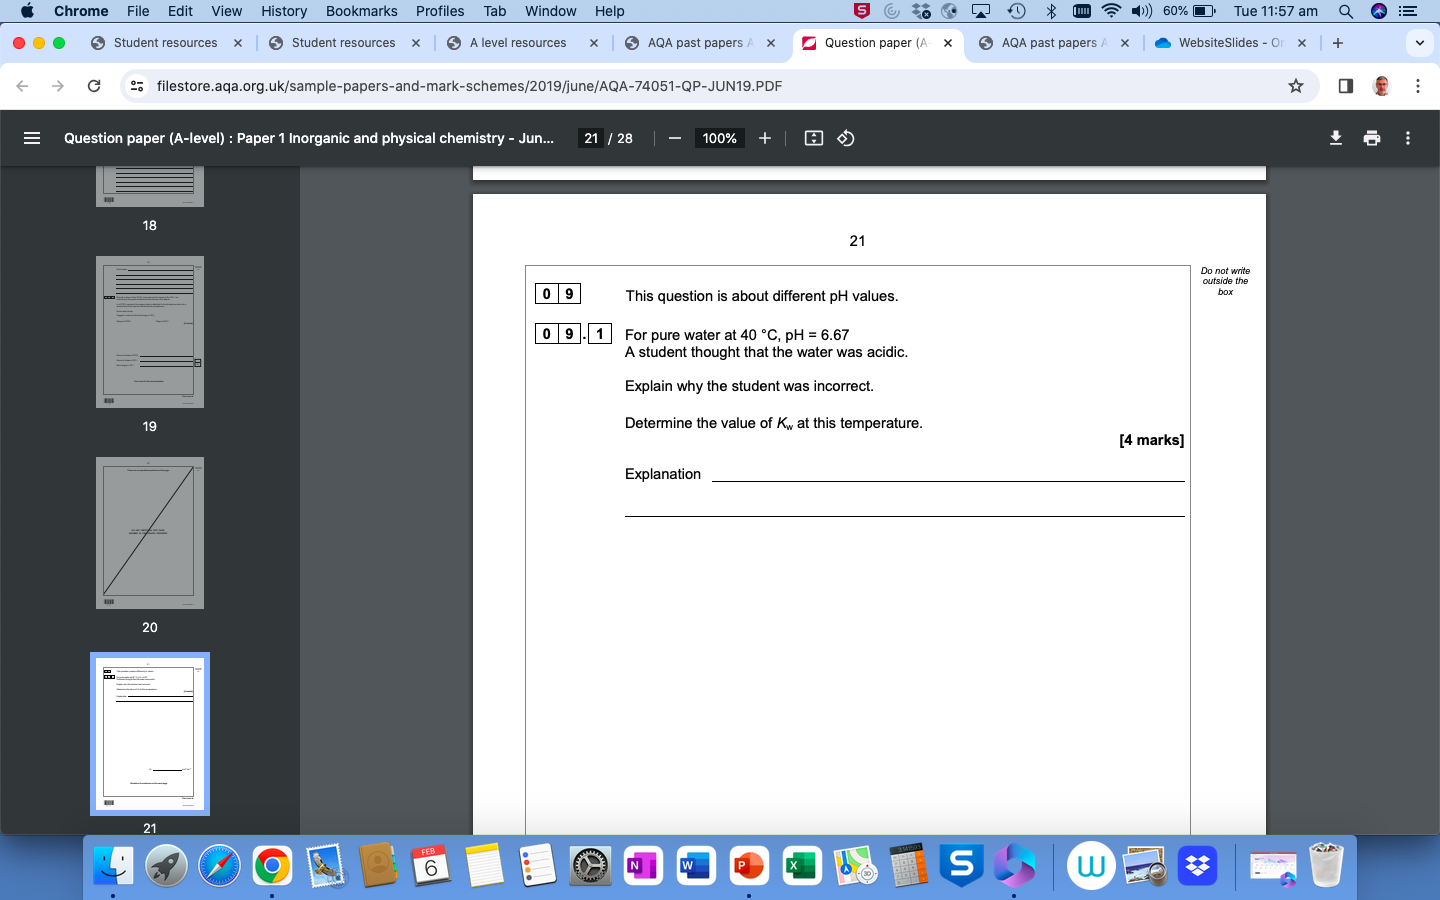 Chrome File Edit View History Bookmarks Profiles Tab Window Help 60% Tue 11:57 am
Student resources Student resources A level resources AQA past papers A Question paper (A- AQA past papers A WebsiteSlides - Or
filestore.aqa.org.uk/sample-papers-and-mark-schemes/2019/june/AQA-74051-QP-JUN19.PDF
Question paper (A-level) : Paper 1 Inorganic and physical chemistry - Jun... 21 / 28 100%
18
19
20
21
21
Do not write
outside the
box
0 9 This question is about different pH values.
0 9 . 1 For pure water at 40 °C, pH = 6.67
A student thought that the water was acidic.
Explain why the student was incorrect.
Determine the value of Kw at this temperature.
[4 marks]
Explanation
FEB
6